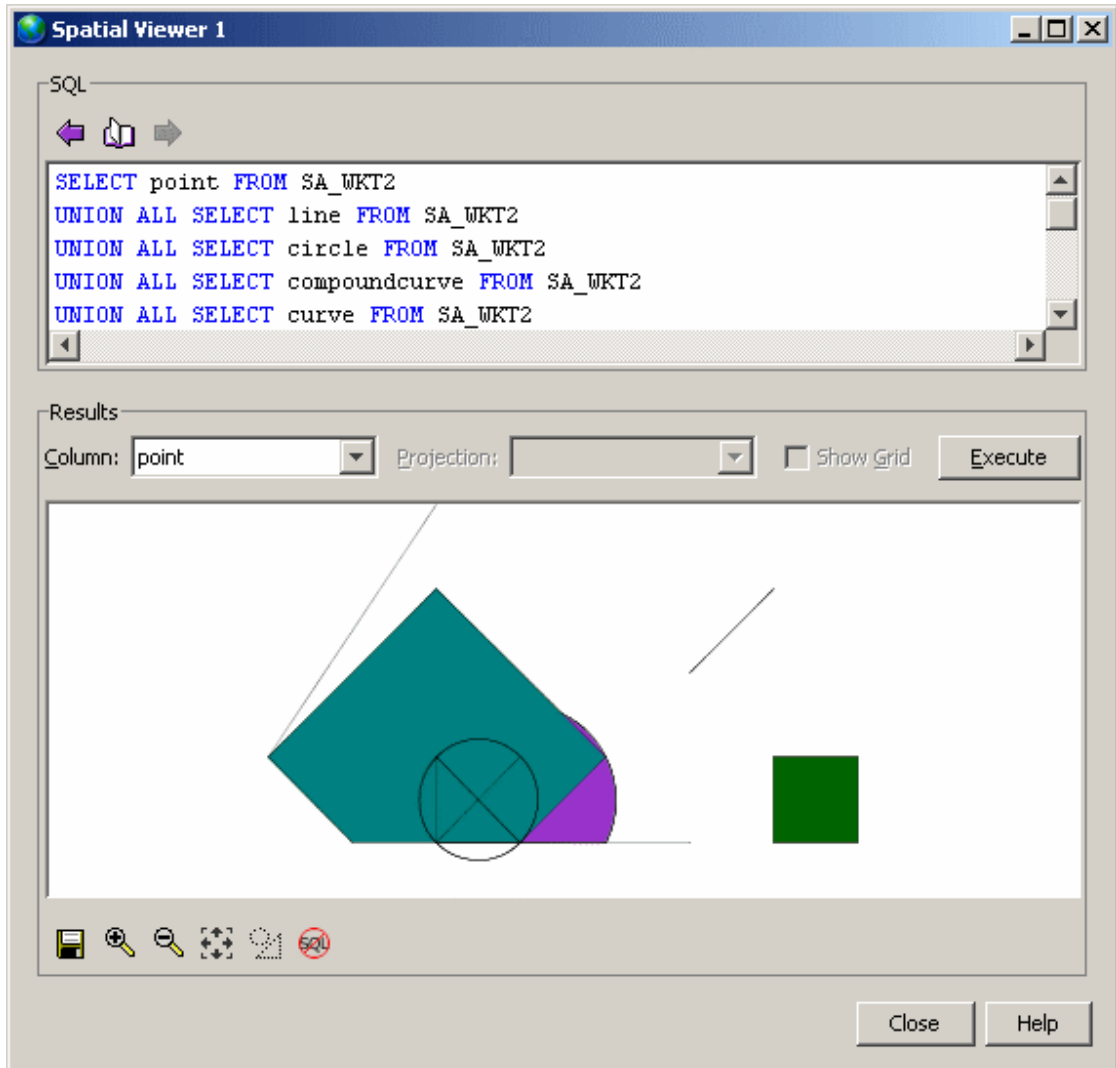 Spatial Viewer 1
SQL
SELECT point FROM SA_WKT2
UNION ALL SELECT line FROM SA_WKT2
UNION ALL SELECT circle FROM SA_WKT2
UNION ALL SELECT compoundcurve FROM SA_WKT2
UNION ALL SELECT curve FROM SA_WKT2
Results
Column: point Projection: Show Grid Execute
SQL
Close Help